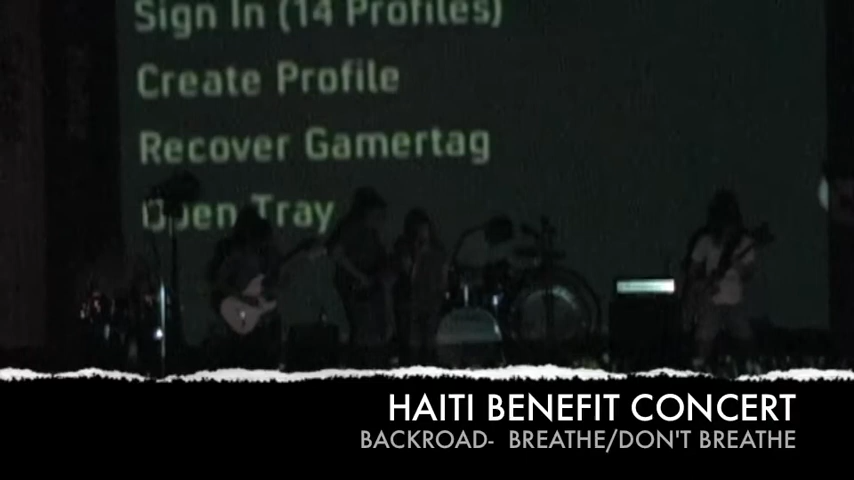 Sign In (14 Profiles)
Create Profile
Recover Gamertag
Open Tray
HAITI BENEFIT CONCERT
BACKROAD-  BREATHE/DON'T BREATHE